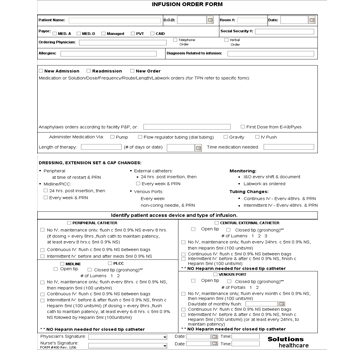 INFUSION ORDER FORM
Patient Name: D.O.B: Room #: Date:
Payer: MED. A MED. D Managed PVT CAID Social Security #:
Ordering Physician: Telephone Order Verbal Order
Allergies: Diagnosis Related to Infusion:
New Admission Readmission New Order
Medication or Solution/Dose/Frequency/Route/Length/Labwork orders (for TPN refer to specific form):
Anaphylaxis orders according to facility P&P, or: First Dose from E-Kit/Pyxis
Administer Medication Via: Pump Flow regulator tubing (dial tubing) Gravity IV Push
Length of therapy: (# of days or date) Time medication needed:
DRESSING, EXTENSION SET & CAP CHANGES:
• Peripheral
at time of restart & PRN
• Midline/PICC
24 hrs. post insertion, then
Every week & PRN
• External catheters
24 hrs. post insertion, then
Every week & PRN
• Venous Ports
Every week
non-coring needle, & PRN
Monitoring:
• I&O every shift & document
• Labwork as ordered
Tubing Changes:
• Continuous IV - Every 48hrs. & PRN
• Intermittent IV - Every 24hrs. & PRN
Identify patient access device and type of infusion.
PERIPHERAL CATHETER
No IV, maintenance only: flush c 5ml 0.9% NS every 8 hrs
(if dosing > every 8hrs ,flush cath to maintain patency,
at least every 8 hrs c 5ml 0.9% NS)
Continuous IV: flush c 5ml 0.9% NS between bags
Intermittent IV: before and after flush c 5ml 0.9% NS
MIDLINE PICC
Open tip Closed tip (groshong)**
# of Lumens 1 2 3
No IV, maintenance only: flush every 8hrs c 5ml 0.9% NS,
then c 5ml Heparin (100 units/ml)
Continuous IV: flush c 5ml 0.9% NS between bags
Intermittent IV: before & after flush c 5ml 0.9% NS, finish c
5ml Heparin (100 units/ml) (if dosing > every 8hrs ,flush
cath to maintain patency, at least every 6-8 hrs c 5ml 0.9%NS
followed by 5ml Heparin (100units/ml)
** NO Heparin needed for closed tip catheter
CENTRAL EXTERNAL CATHETER
Open tip Closed tip (groshong)**
# of Lumens 1 2 3
No IV, maintenance only: flush every 24hrs c 5ml 0.9% NS,
then c 5ml Heparin (100 units/ml)
Continuous IV: flush c 5ml 0.9% NS between bags
Intermittent IV: before & after c 5ml 0.9% NS, finish c 5ml
Heparin (100 units/ml)
** NO Heparin needed for closed tip catheter
VENOUS PORT
Open tip Closed tip (groshong)**
No IV, maintenance only: flush monthly c 5ml 0.9% NS,
then c 5ml Heparin (100 units/ml)
Due/date of monthly flush:
Continuous IV: flush c 5ml 0.9% NS between bags
Intermittent IV: before & after c 5ml 0.9% NS, finish c
5ml Heparin (100 units/ml) (or at least every 24hrs, to
maintain patency)
** NO Heparin needed for closed tip catheter
Physician's Signature Date: Time:
Nurse's Signature Date: Time:
Solutions
healthcare